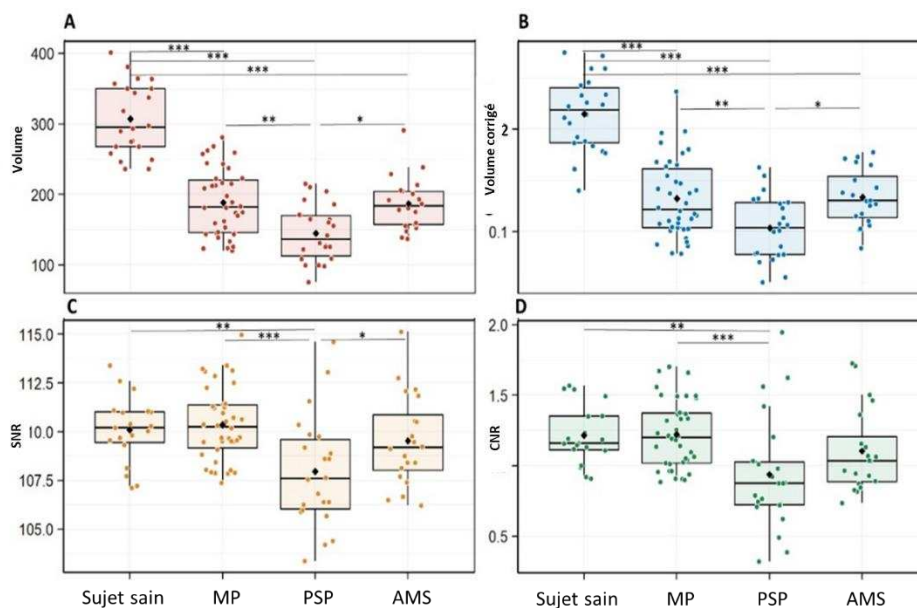 A
Volume
400
300
200
100
***
***
***
**
*
B
Volume corrigé
2
0.1
***
***
***
**
*
C
SNR
115.0
112.5
110.0
107.5
105.0
**
***
*
Sujet sain MP PSP AMS
D
CNR
2.0
1.5
0.5
**
***
Sujet sain MP PSP AMS